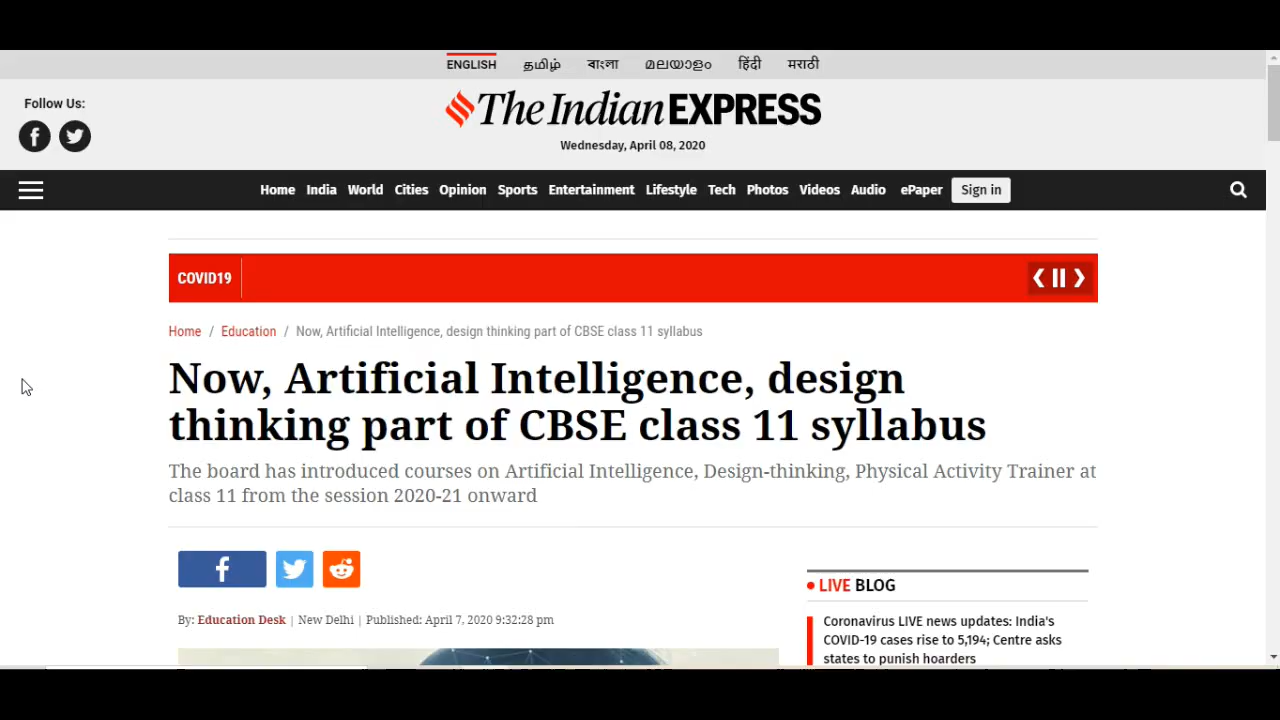 ENGLISH தமிழ் বাংলা മലയാളം हिंदी मराठी
Follow Us:
The Indian EXPRESS
Wednesday, April 08, 2020
Home India World Cities Opinion Sports Entertainment Lifestyle Tech Photos Videos Audio ePaper Sign in
COVID19
Home / Education / Now, Artificial Intelligence, design thinking part of CBSE class 11 syllabus
Now, Artificial Intelligence, design
thinking part of CBSE class 11 syllabus
The board has introduced courses on Artificial Intelligence, Design-thinking, Physical Activity Trainer at
class 11 from the session 2020-21 onward
By: Education Desk | New Delhi | Published: April 7, 2020 9:32:28 pm
LIVE BLOG
Coronavirus LIVE news updates: India's
COVID-19 cases rise to 5,194; Centre asks
states to punish hoarders